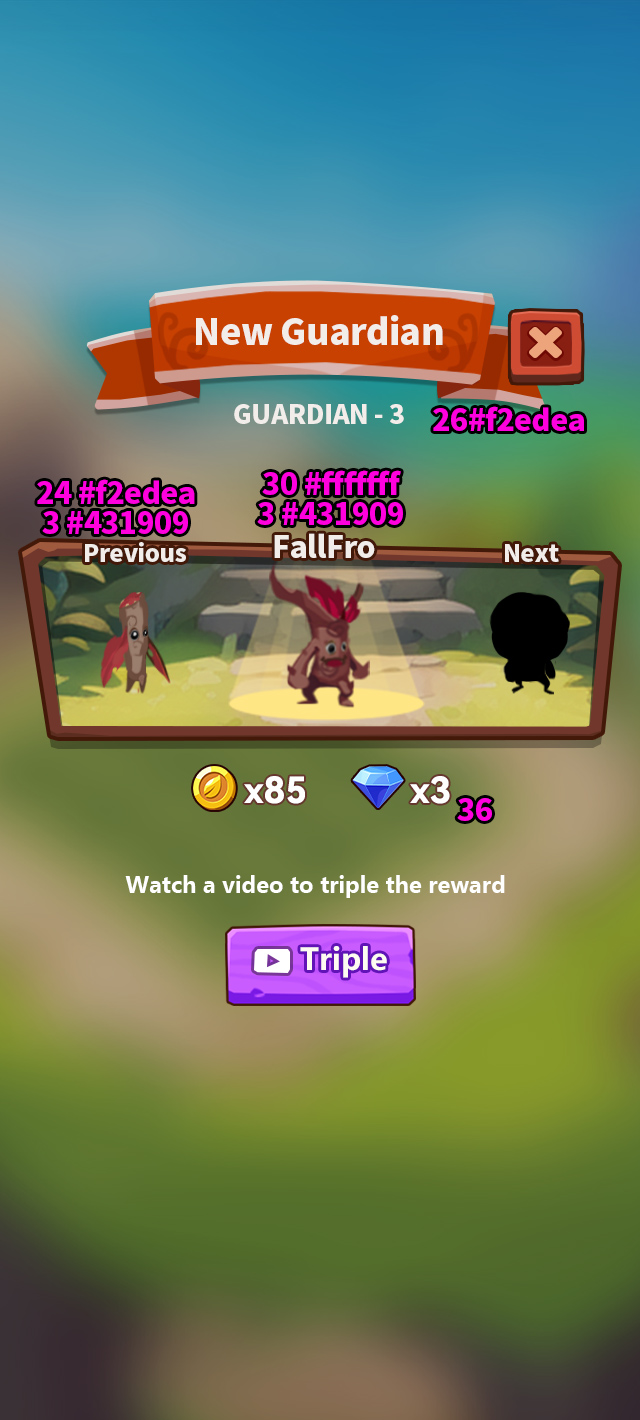 New Guardian
GUARDIAN - 3
26#f2edea
24 #f2edea
3 #431909
30 #fffffff
3 #431909
Previous
FallFro
Next
x85
x3
36
Watch a video to triple the reward
Triple